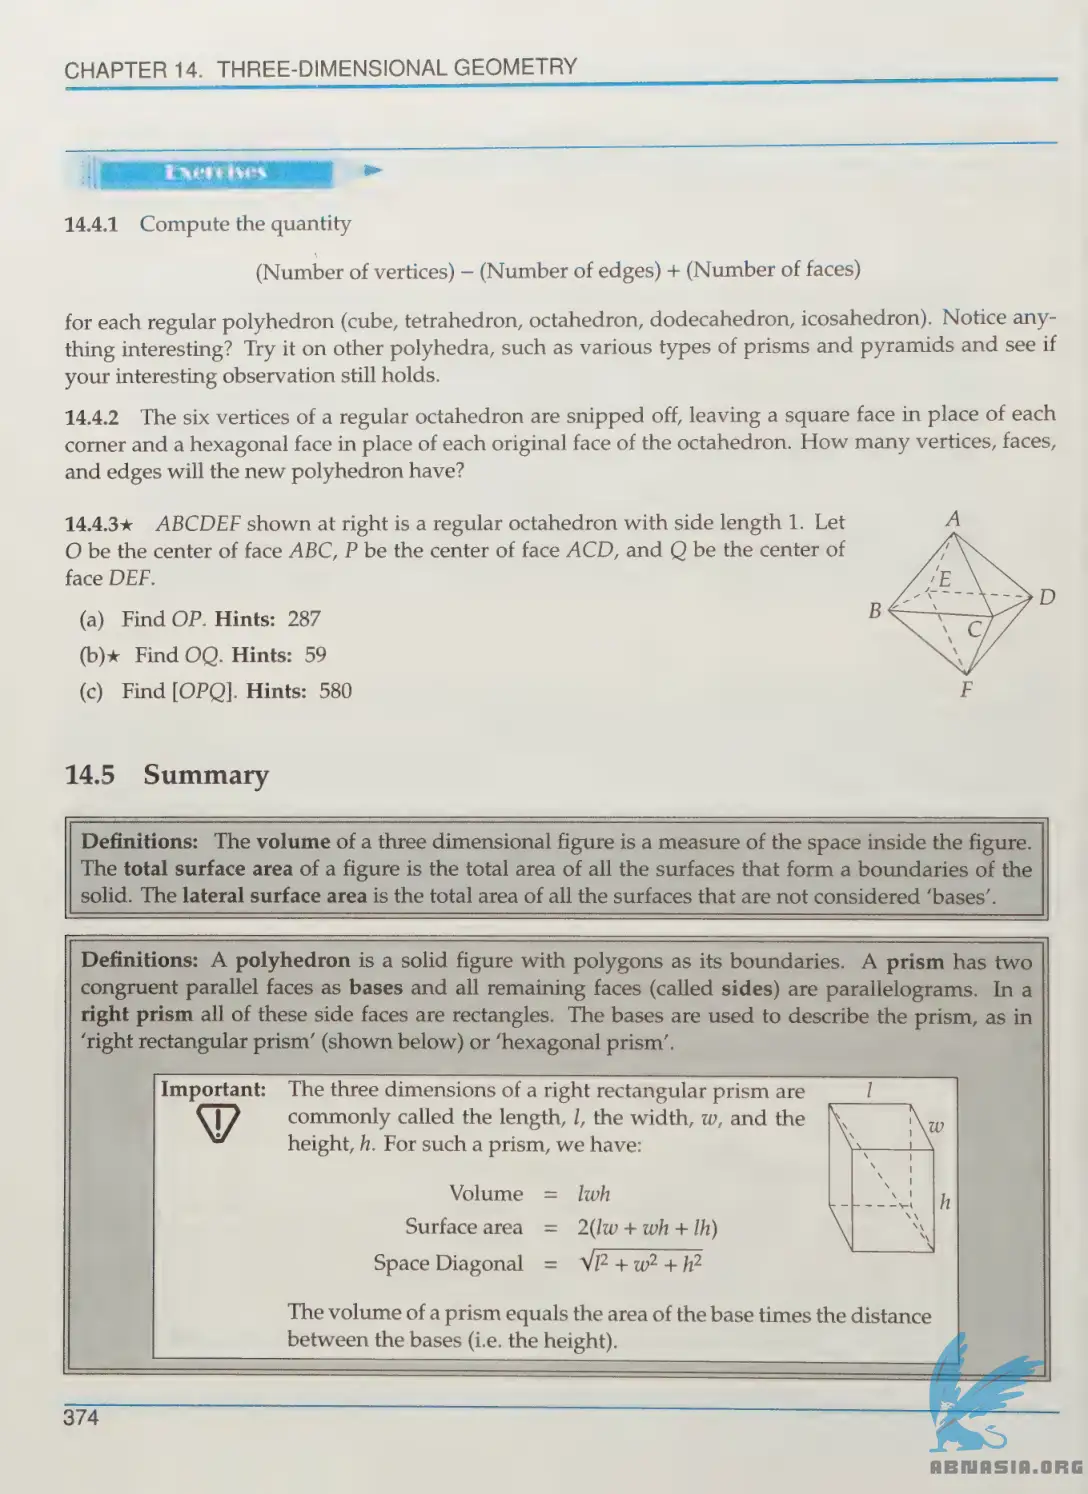 CHAPTER 14. THREE-DIMENSIONAL GEOMETRY
Exercises
14.4.1 Compute the quantity
(Number of vertices) − (Number of edges) + (Number of faces)
for each regular polyhedron (cube, tetrahedron, octahedron, dodecahedron, icosahedron). Notice any-
thing interesting? Try it on other polyhedra, such as various types of prisms and pyramids and see if
your interesting observation still holds.
14.4.2 The six vertices of a regular octahedron are snipped off, leaving a square face in place of each
corner and a hexagonal face in place of each original face of the octahedron. How many vertices, faces,
and edges will the new polyhedron have?
14.4.3★ ABCDEF shown at right is a regular octahedron with side length 1. Let
O be the center of face ABC, P be the center of face ACD, and Q be the center of
face DEF.
(a) Find OP. Hints: 287
(b)★ Find OQ. Hints: 59
(c) Find [OPQ]. Hints: 580
A
E
D
B
C
F
14.5 Summary
Definitions: The volume of a three dimensional figure is a measure of the space inside the figure.
The total surface area of a figure is the total area of all the surfaces that form a boundaries of the
solid. The lateral surface area is the total area of all the surfaces that are not considered 'bases'.
Definitions: A polyhedron is a solid figure with polygons as its boundaries. A prism has two
congruent parallel faces as bases and all remaining faces (called sides) are parallelograms. In a
right prism all of these side faces are rectangles. The bases are used to describe the prism, as in
'right rectangular prism' (shown below) or 'hexagonal prism'.
Important: The three dimensions of a right rectangular prism are
commonly called the length, l, the width, w, and the
height, h. For such a prism, we have:
Volume = lwh
Surface area = 2(lw + wh + lh)
Space Diagonal = √l² + w² + h²
The volume of a prism equals the area of the base times the distance
between the bases (i.e. the height).
l
w
h
374
ABNASIA.ORG